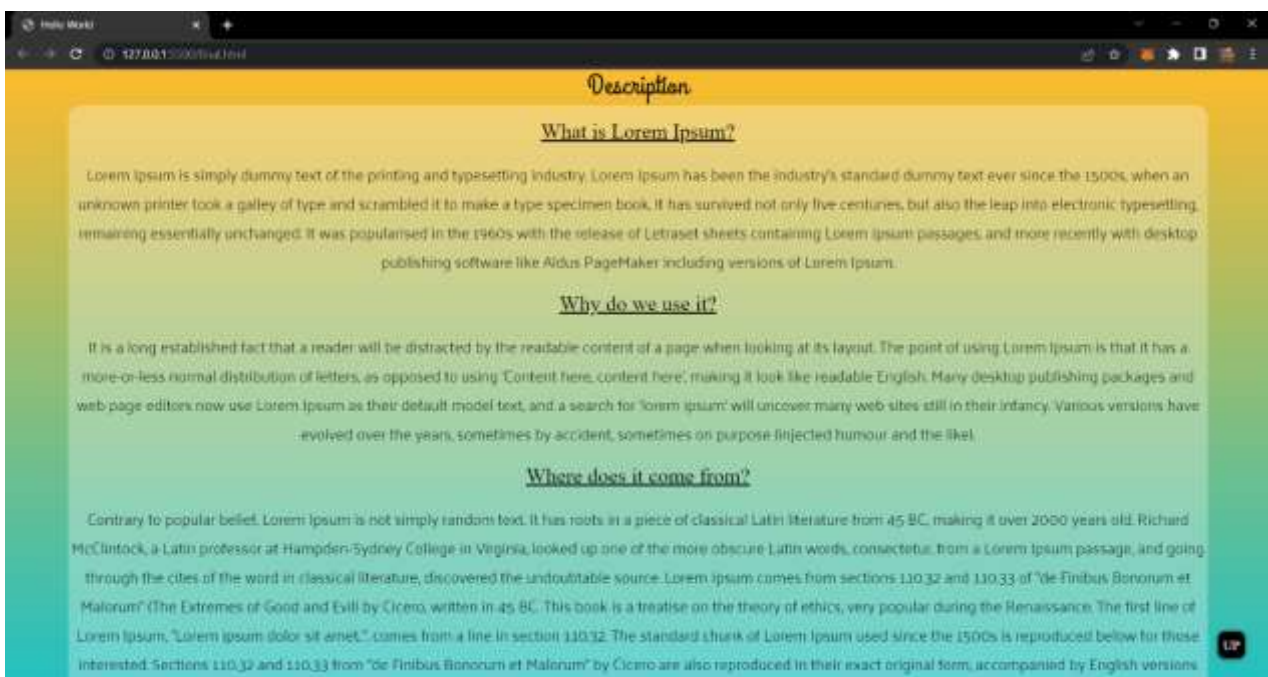 Hello World
127.0.0.1:5500/final.html
Description
What is Lorem Ipsum?
Lorem Ipsum is simply dummy text of the printing and typesetting industry. Lorem Ipsum has been the industry's standard dummy text ever since the 1500s, when an
unknown printer took a galley of type and scrambled it to make a type specimen book. It has survived not only five centuries, but also the leap into electronic typesetting,
remaining essentially unchanged. It was popularised in the 1960s with the release of Letraset sheets containing Lorem Ipsum passages, and more recently with desktop
publishing software like Aldus PageMaker including versions of Lorem Ipsum.
Why do we use it?
It is a long established fact that a reader will be distracted by the readable content of a page when looking at its layout. The point of using Lorem Ipsum is that it has a
more-or-less normal distribution of letters, as opposed to using 'Content here, content here', making it look like readable English. Many desktop publishing packages and
web page editors now use Lorem Ipsum as their default model text, and a search for 'lorem ipsum' will uncover many web sites still in their infancy. Various versions have
evolved over the years, sometimes by accident, sometimes on purpose (injected humour and the like).
Where does it come from?
Contrary to popular belief, Lorem Ipsum is not simply random text. It has roots in a piece of classical Latin literature from 45 BC, making it over 2000 years old. Richard
McClintock, a Latin professor at Hampden-Sydney College in Virginia, looked up one of the more obscure Latin words, consectetur, from a Lorem Ipsum passage, and going
through the cites of the word in classical literature, discovered the undoubtable source. Lorem Ipsum comes from sections 1.10.32 and 1.10.33 of "de Finibus Bonorum et
Malorum" (The Extremes of Good and Evil) by Cicero, written in 45 BC. This book is a treatise on the theory of ethics, very popular during the Renaissance. The first line of
Lorem Ipsum, "Lorem ipsum dolor sit amet..", comes from a line in section 1.10.32. The standard chunk of Lorem Ipsum used since the 1500s is reproduced below for those
interested. Sections 1.10.32 and 1.10.33 from "de Finibus Bonorum et Malorum" by Cicero are also reproduced in their exact original form, accompanied by English versions
UP